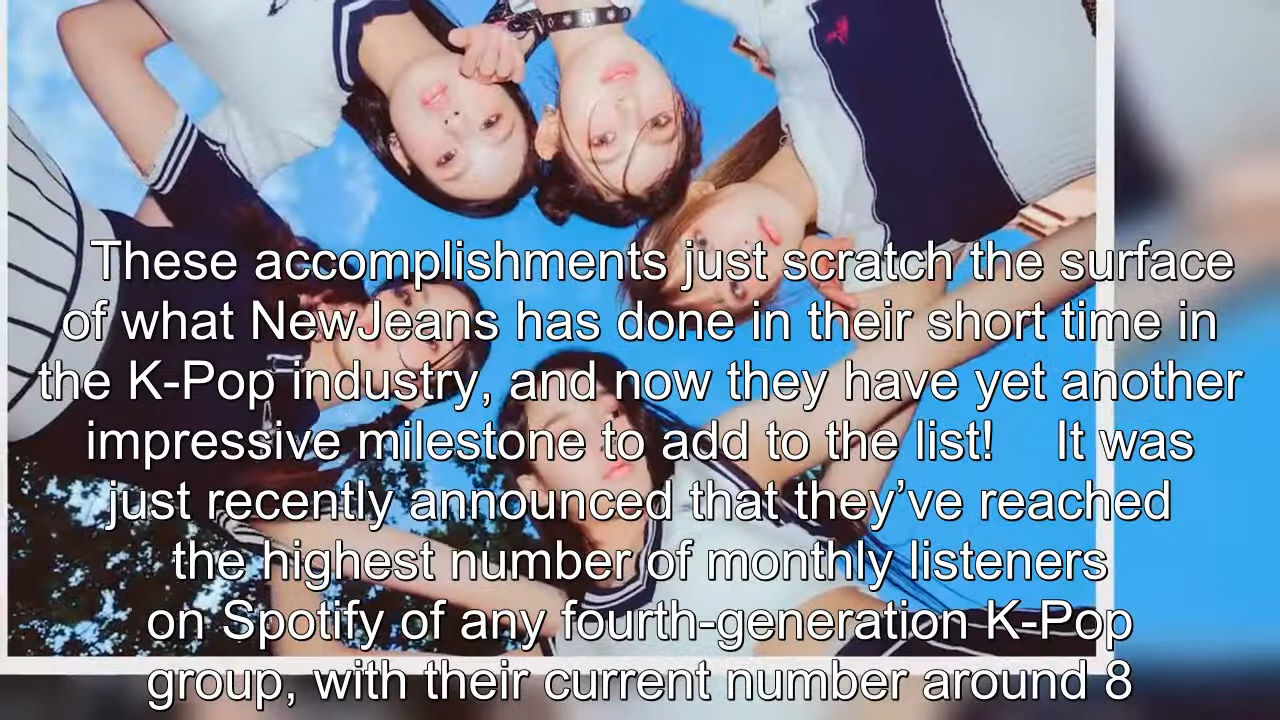 These accomplishments just scratch the surface
of what NewJeans has done in their short time in
the K-Pop industry, and now they have yet another
impressive milestone to add to the list!     It was
just recently announced that they’ve reached
the highest number of monthly listeners
on Spotify of any fourth-generation K-Pop
group, with their current number around 8